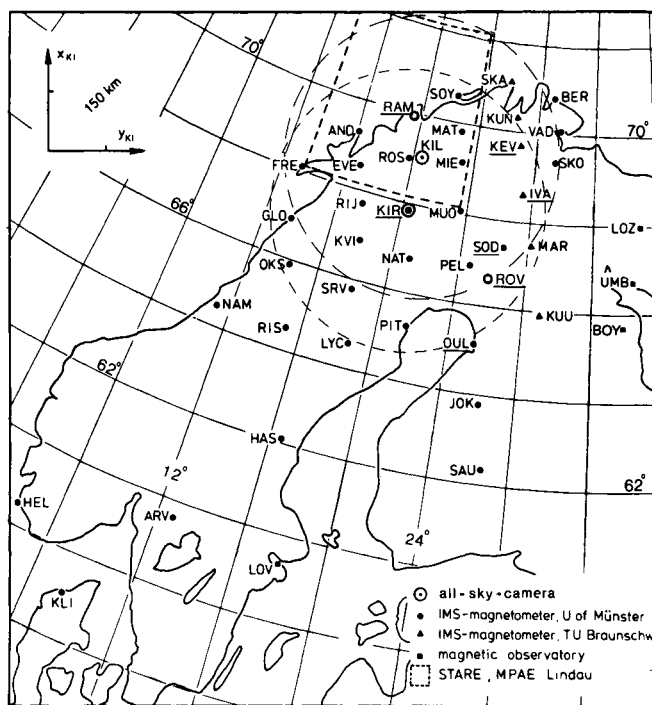 x KI
150 km
y KI
70°
66°
62°
12°
24°
70°
62°
SKA
SOY
BER
RAM
KUN
AND
MAT
VAD
KIL
KEV
ROS
MIE
SKO
FRE
EVE
RIJ
KIR
MUO
IVA
GLO
LOZ
KVI
SOD
MAR
OKS
NAT
PEL
ROV
UMB
NAM
SRV
RIS
PIT
KUU
BOY
LYC
OUL
JOK
HAS
SAU
HEL
ARV
LOV
KLI
all-sky-camera
IMS-magnetometer, U of Münster
IMS-magnetometer, TU Braunschw
magnetic observatory
STARE, MPAE Lindau